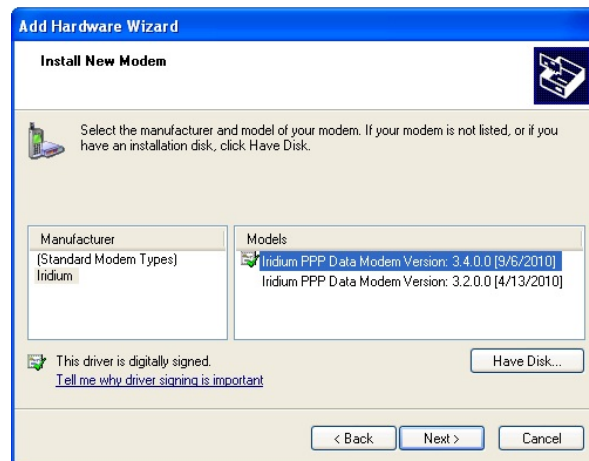 Add Hardware Wizard
Install New Modem
Select the manufacturer and model of your modem. If your modem is not listed, or if you
have an installation disk, click Have Disk.
Manufacturer
(Standard Modem Types)
Iridium
Models
Iridium PPP Data Modem Version: 3.4.0.0 [9/6/2010]
Iridium PPP Data Modem Version: 3.2.0.0 [4/13/2010]
This driver is digitally signed.
Tell me why driver signing is important
Have Disk...
< Back
Next >
Cancel